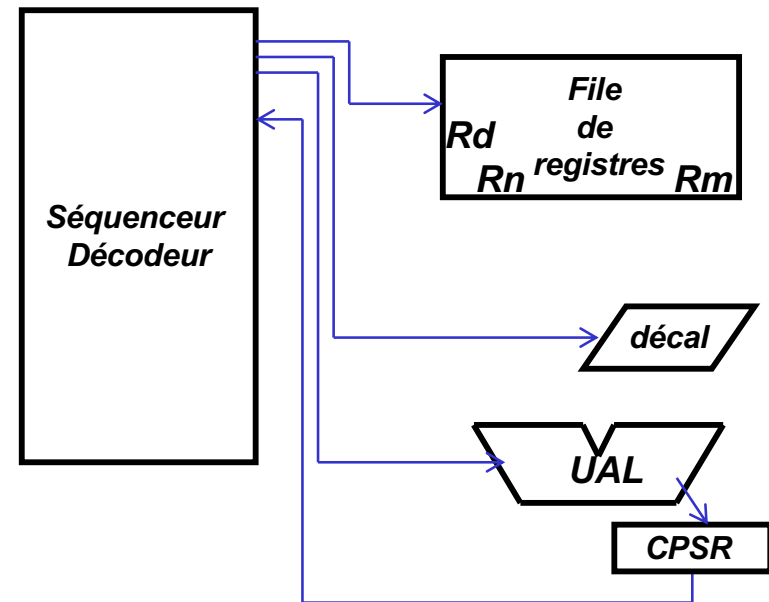 Séquenceur
Décodeur
File
de
registres
Rd
Rn
Rm
décal
UAL
CPSR